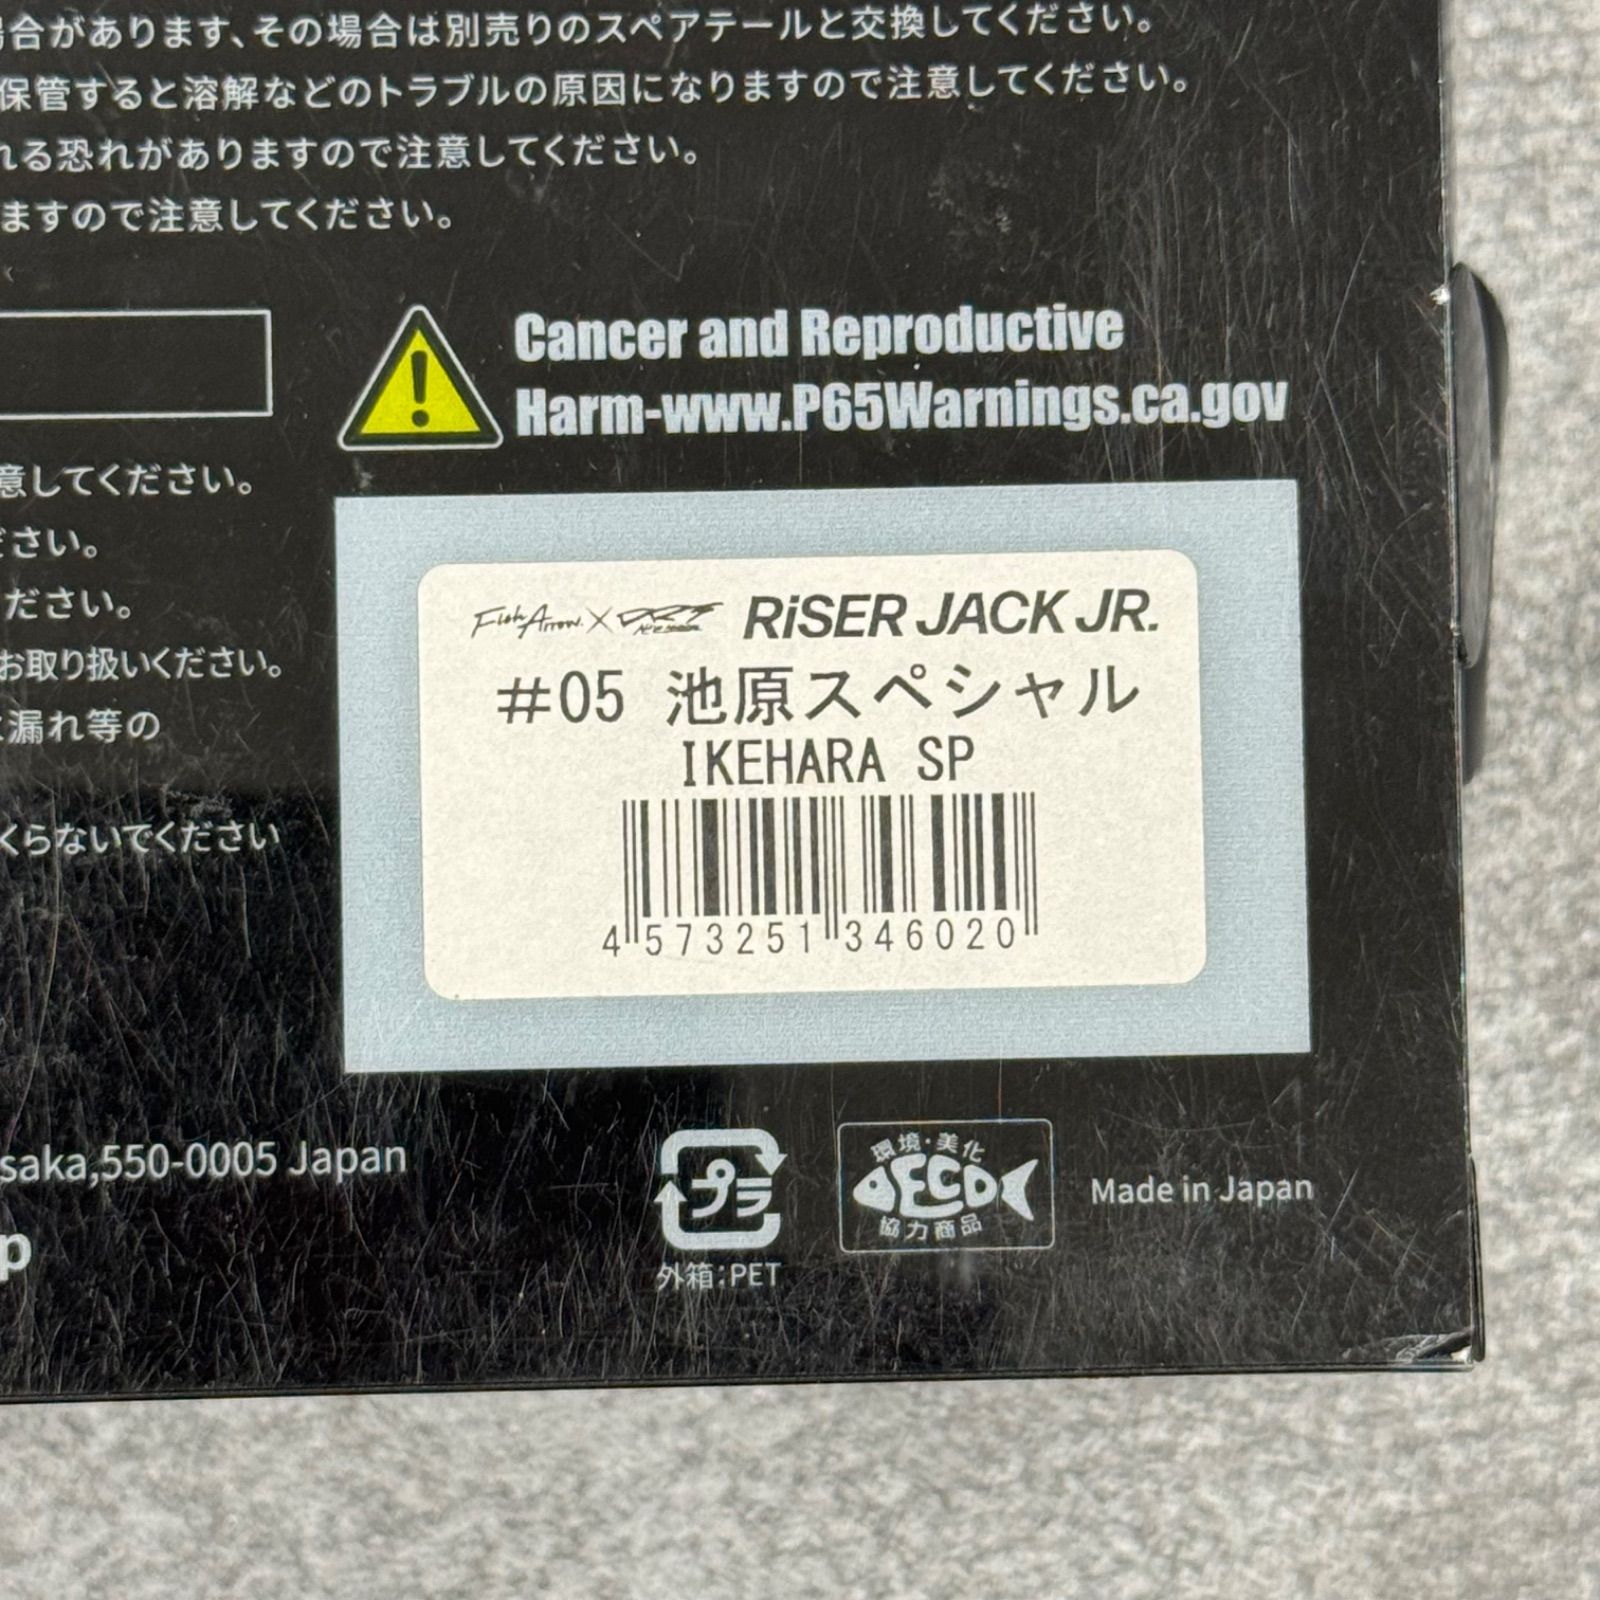 場合があります、その場合は別売りのスペアテールと交換してください。
保管すると溶解などのトラブルの原因になりますので注意してください。
れる恐れがありますので注意してください。
ますので注意してください。
Cancer and Reproductive
Harm-www.P65Warnings.ca.gov
意してください。
ださい。
ください。
お取り扱いください。
漏れ等の
くらないでください
Fish Arrow. × DRT RiSER JACK JR.
#05 池原スペシャル
IKEHARA SP
4 573251 346020
saka,550-0005 Japan
p
プラ
外箱:PET
環境・美化
ECO
協力商品
Made in Japan